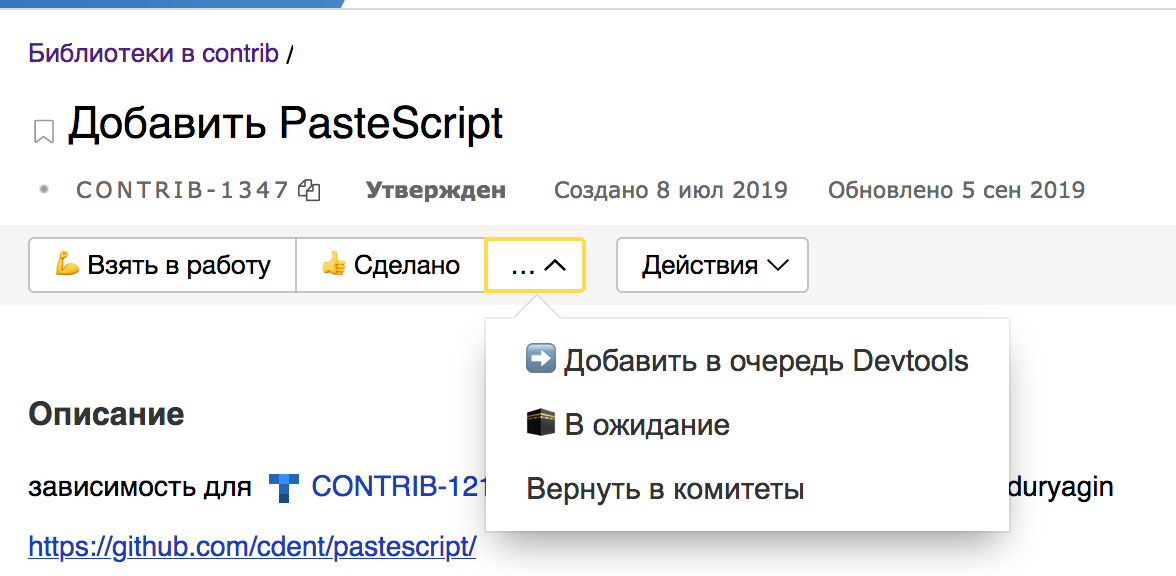 Библиотеки в contrib /
Добавить PasteScript
CONTRIB-1347 Утвержден Создано 8 июл 2019 Обновлено 5 сен 2019
💪 Взять в работу 👍 Сделано ... Действия
➡️ Добавить в очередь Devtools
🕋 В ожидание
Вернуть в комитеты
Описание
зависимость для CONTRIB-121 duryagin
https://github.com/cdent/pastescript/